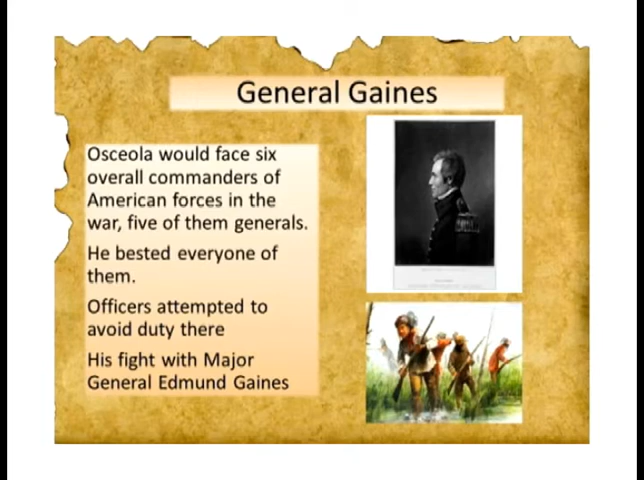 General Gaines
Osceola would face six
overall commanders of
American forces in the
war, five of them generals.
He bested everyone of
them.
Officers attempted to
avoid duty there
His fight with Major
General Edmund Gaines